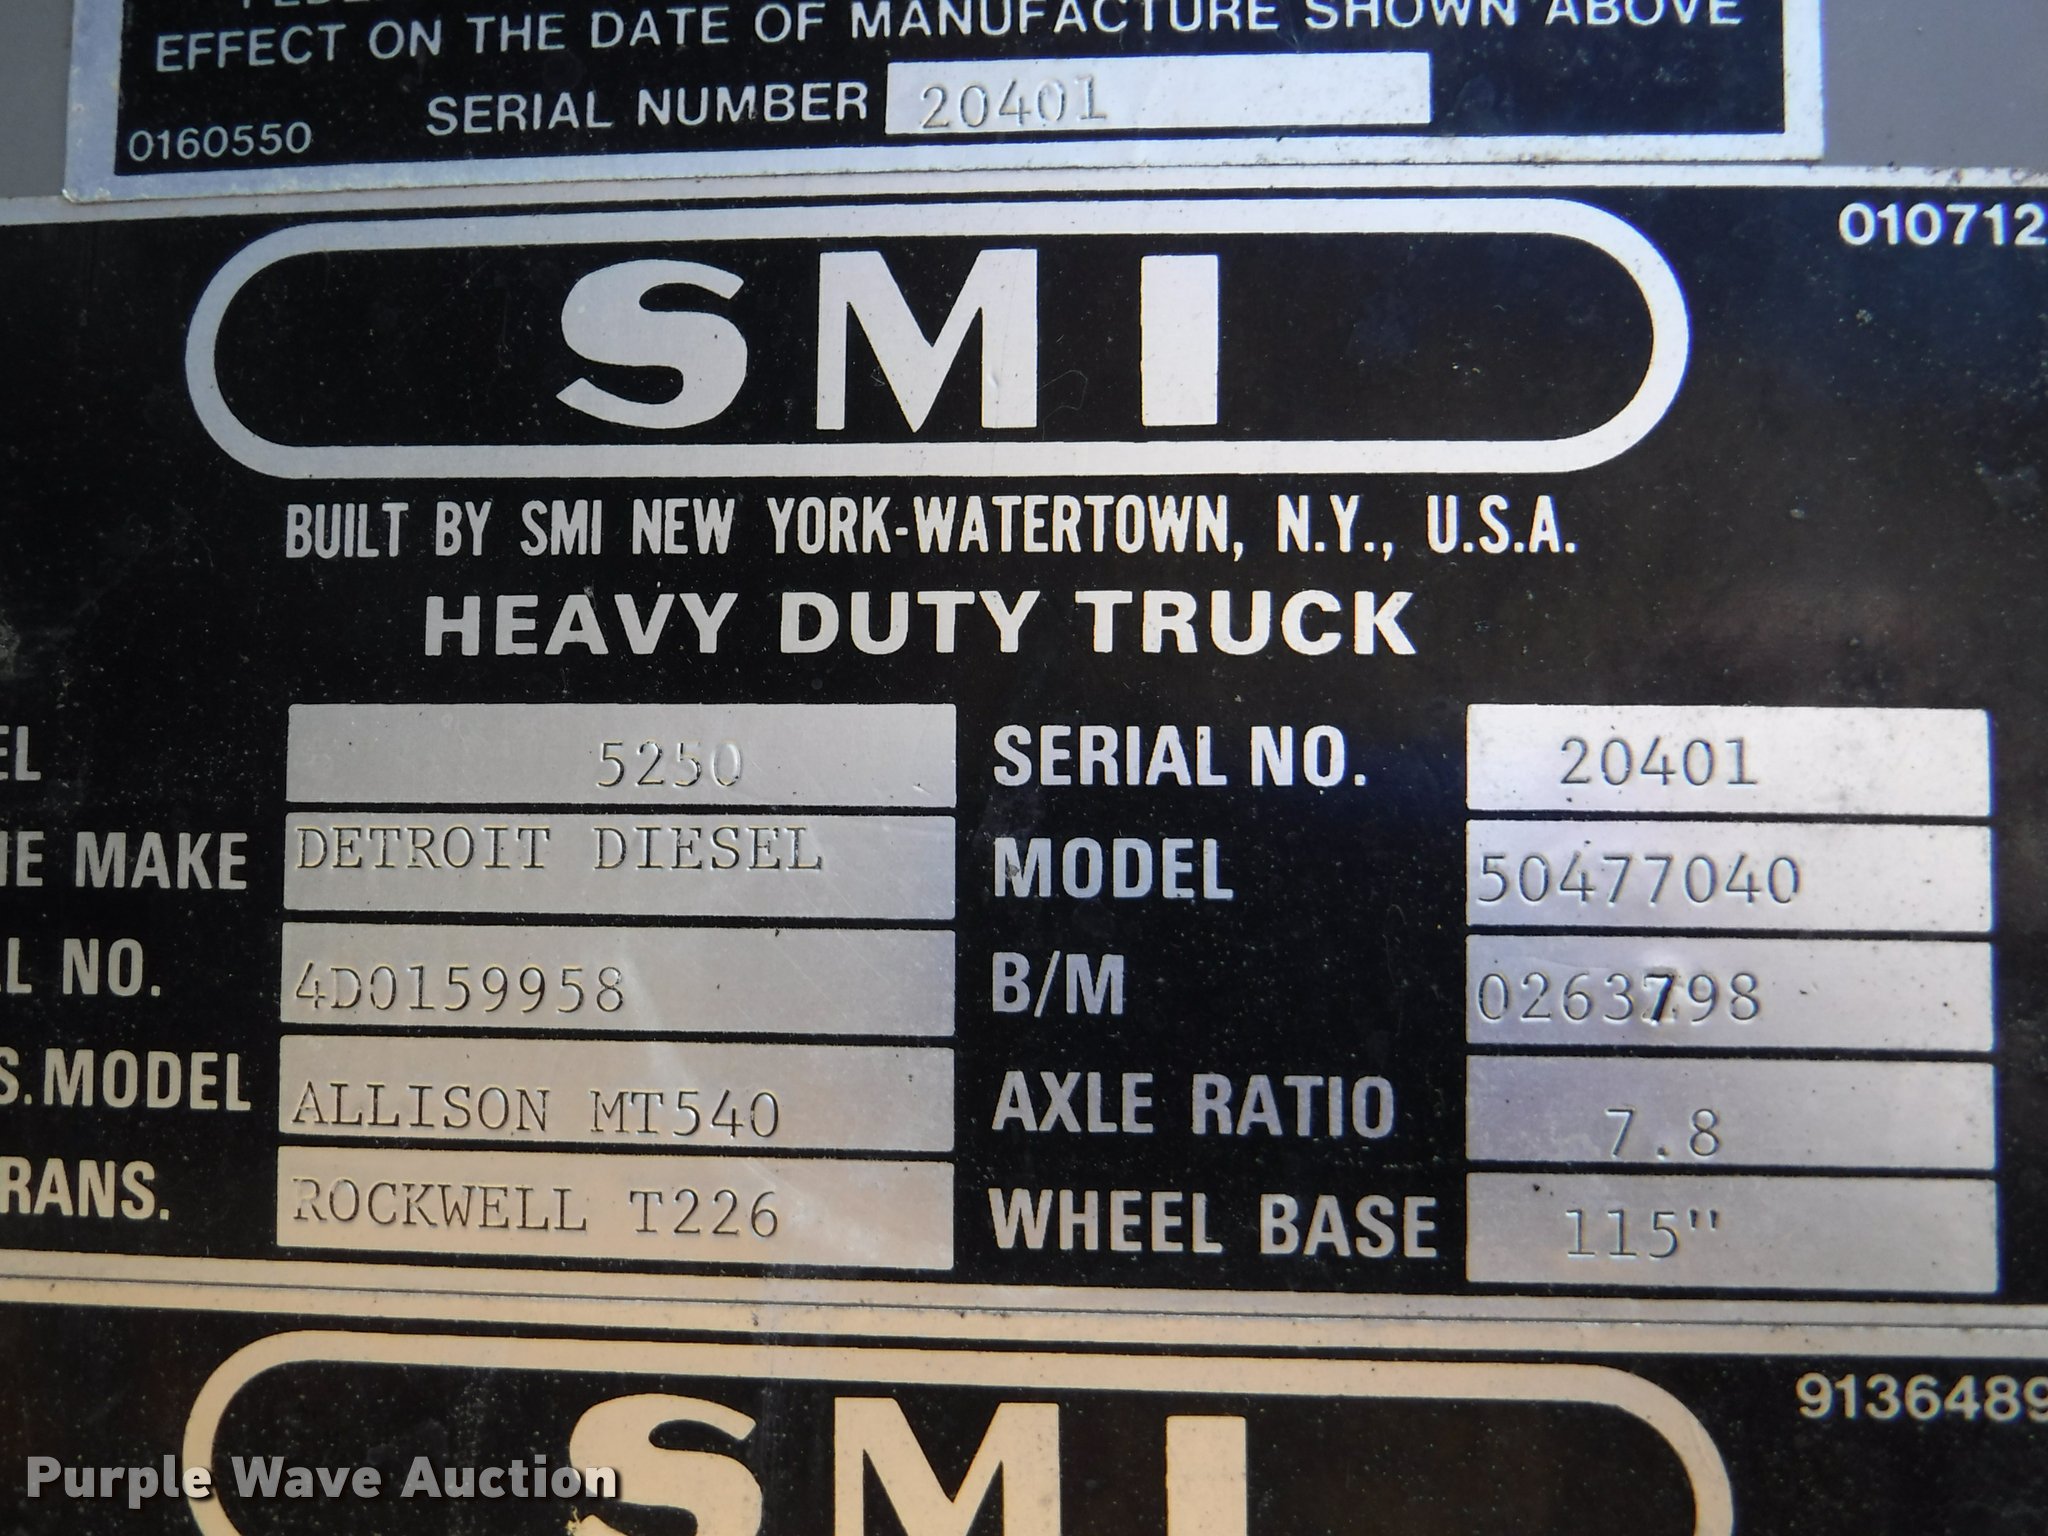 EFFECT ON THE DATE OF MANUFACTURE SHOWN ABOVE
SERIAL NUMBER 20401
0160550
010712
SMI
BUILT BY SMI NEW YORK-WATERTOWN, N.Y., U.S.A.
HEAVY DUTY TRUCK
EL 5250 SERIAL NO. 20401
NE MAKE DETROIT DIESEL MODEL 50477040
L NO. 4D0159958 B/M 0263798
S.MODEL ALLISON MT540 AXLE RATIO 7.8
RANS. ROCKWELL T226 WHEEL BASE 115"
9136489
SMI
Purple Wave Auction